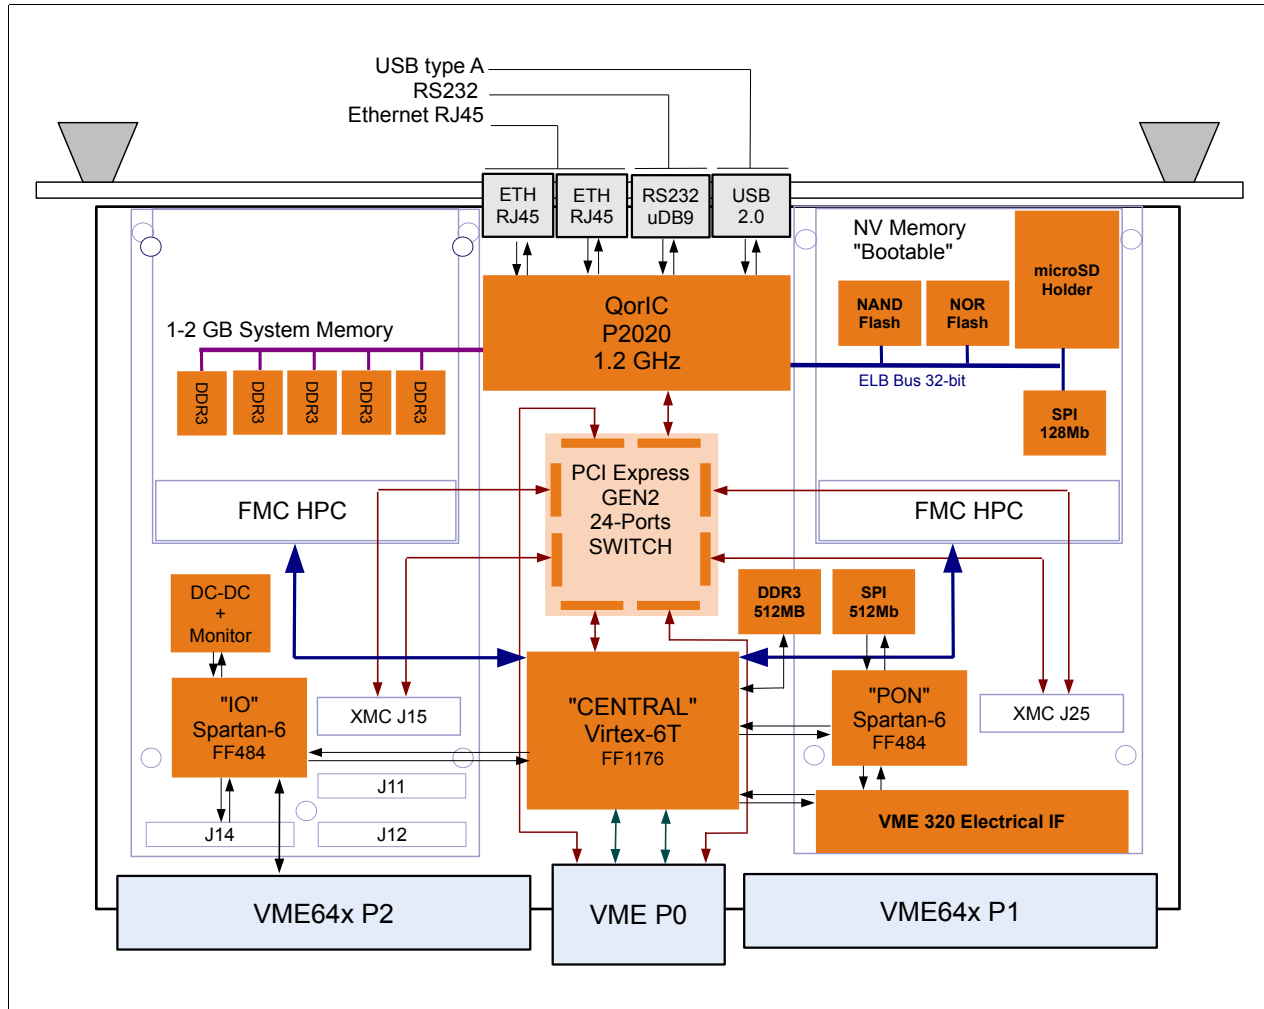 USB type A
RS232
Ethernet RJ45
ETH
RJ45
ETH
RJ45
RS232
uDB9
USB
2.0
NV Memory
"Bootable"
microSD
Holder
NAND
Flash
NOR
Flash
QorIC
P2020
1.2 GHz
1-2 GB System Memory
ELB Bus 32-bit
DDR3
DDR3
DDR3
DDR3
DDR3
SPI
128Mb
PCI Express
GEN2
24-Ports
SWITCH
FMC HPC
FMC HPC
DC-DC
+
Monitor
DDR3
512MB
SPI
512Mb
"IO"
Spartan-6
FF484
XMC J15
"CENTRAL"
Virtex-6T
FF1176
"PON"
Spartan-6
FF484
XMC J25
J11
J14
J12
VME 320 Electrical IF
VME64x P2
VME P0
VME64x P1